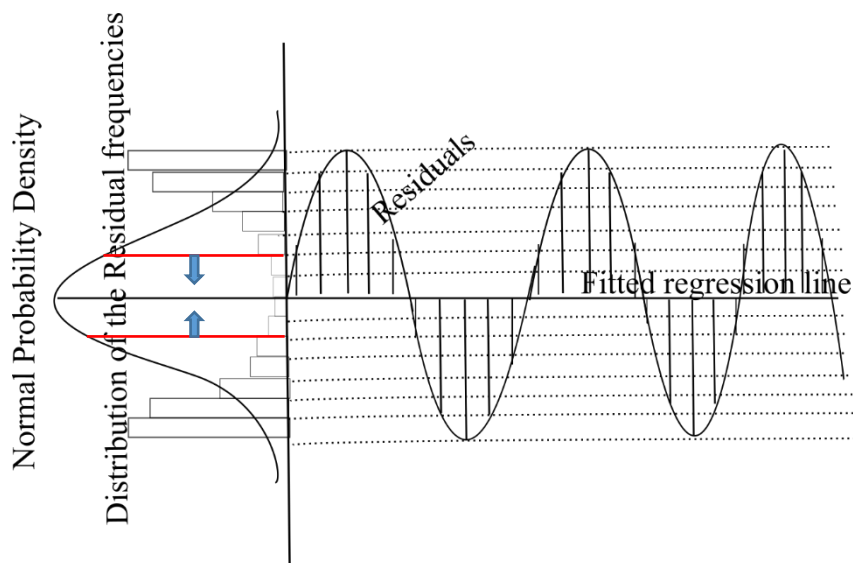 Normal Probability Density
Distribution of the Residual frequencies
Residuals
Fitted regression line